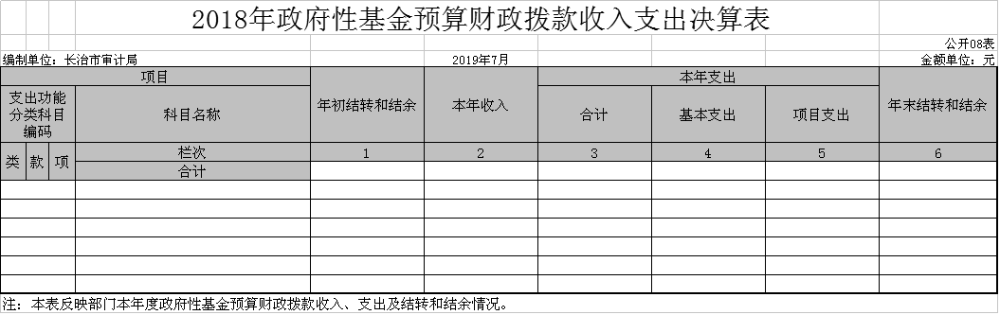 2018年政府性基金预算财政拨款收入支出决算表
公开08表
编制单位：长治市审计局 2019年7月 金额单位：元
项目 年初结转和结余 本年收入 本年支出 年末结转和结余
支出功能
分类科目
编码
科目名称 合计 基本支出 项目支出
类 款 项 栏次 1 2 3 4 5 6
合计
注：本表反映部门本年度政府性基金预算财政拨款收入、支出及结转和结余情况。